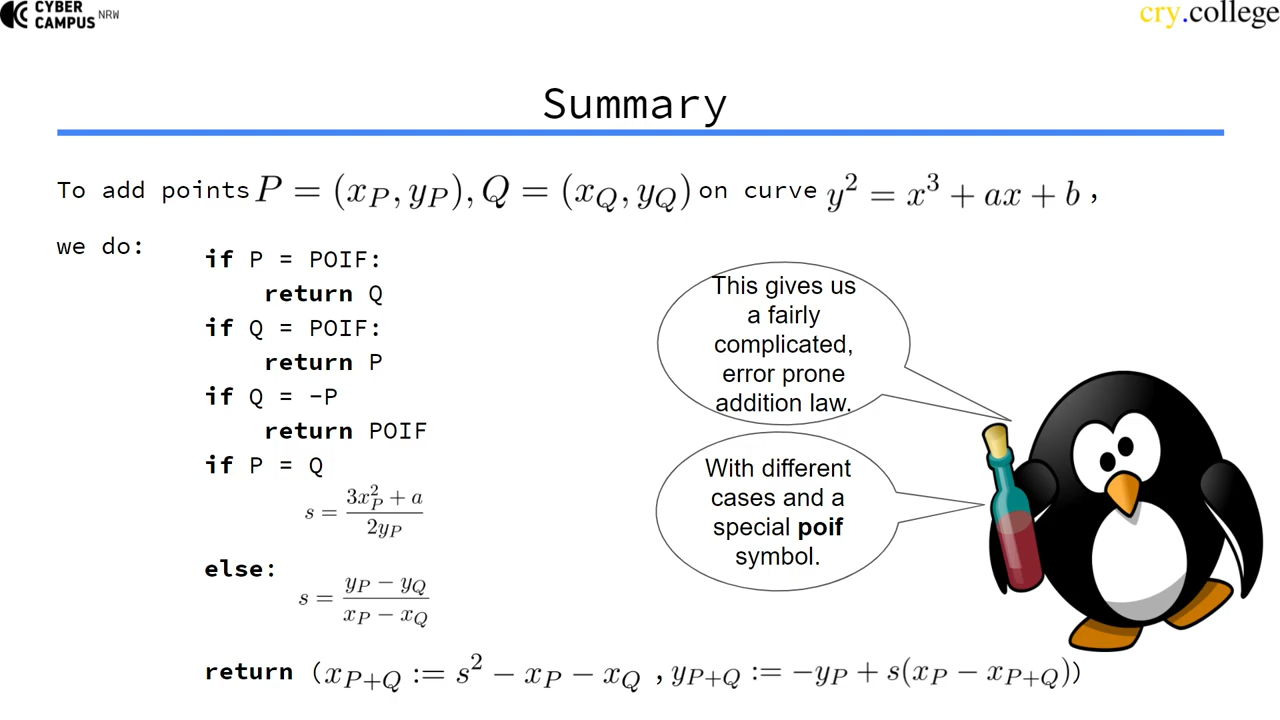 CYBER
CAMPUS NRW
cry.college
Summary
To add points P = (x_P, y_P), Q = (x_Q, y_Q) on curve y^2 = x^3 + ax + b ,
we do:
if P = POIF:
return Q
if Q = POIF:
return P
if Q = -P
return POIF
if P = Q
s = \frac{3x_P^2 + a}{2y_P}
else:
s = \frac{y_P - y_Q}{x_P - x_Q}
return (x_{P+Q} := s^2 - x_P - x_Q , y_{P+Q} := -y_P + s(x_P - x_{P+Q}))
This gives us
a fairly
complicated,
error prone
addition law.
With different
cases and a
special poif
symbol.